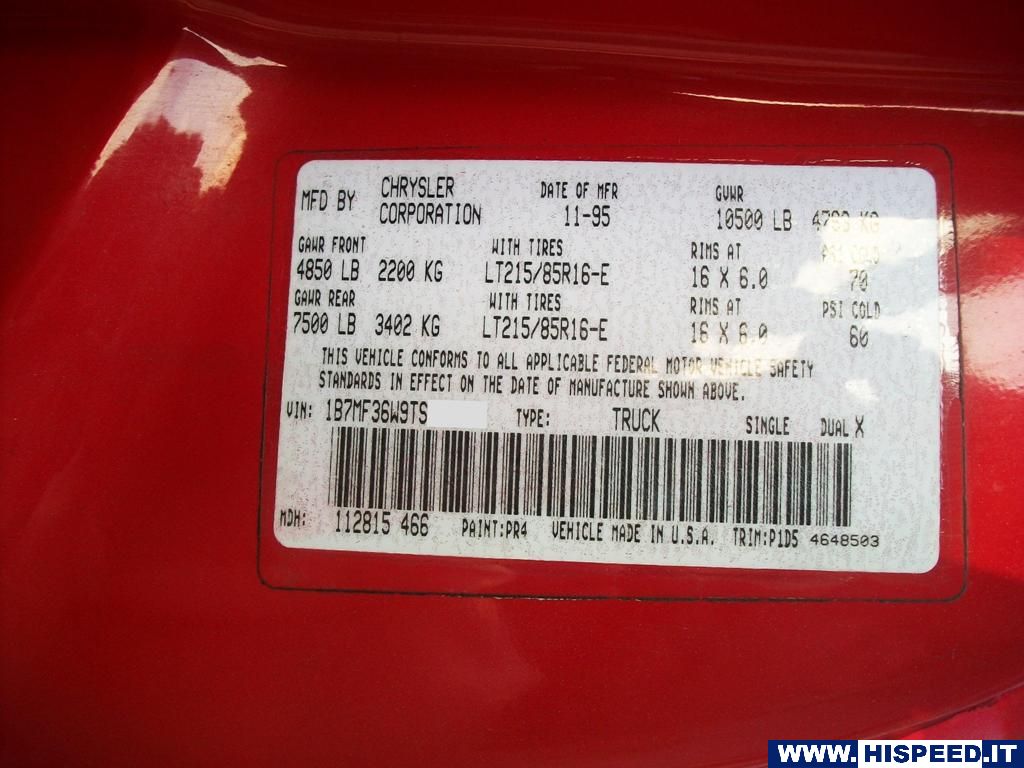 MFD BY CHRYSLER CORPORATION DATE OF MFR 11-95 GVWR 10500 LB KG
GAWR FRONT WITH TIRES RIMS AT PSI COLD
4850 LB 2200 KG LT215/85R16-E 16 X 6.0 70
GAWR REAR WITH TIRES RIMS AT PSI COLD
7500 LB 3402 KG LT215/85R16-E 16 X 6.0 60
THIS VEHICLE CONFORMS TO ALL APPLICABLE FEDERAL MOTOR VEHICLE SAFETY
STANDARDS IN EFFECT ON THE DATE OF MANUFACTURE SHOWN ABOVE.
VIN: 1B7MF36W9TS TYPE: TRUCK SINGLE DUAL X
MDH: 112815 466 PAINT:PR4 VEHICLE MADE IN U.S.A. TRIM:P1D5 4648503
WWW.HISPEED.IT